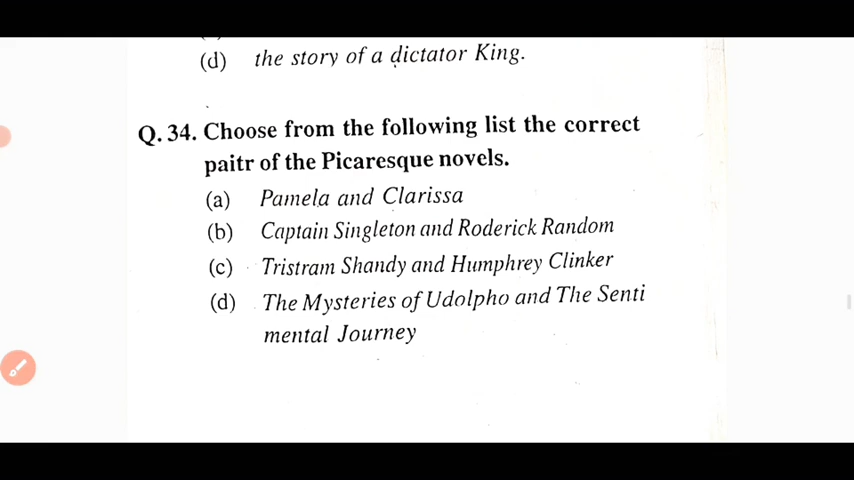 (d) the story of a dictator King.
Q. 34. Choose from the following list the correct
paitr of the Picaresque novels.
(a) Pamela and Clarissa
(b) Captain Singleton and Roderick Random
(c) Tristram Shandy and Humphrey Clinker
(d) The Mysteries of Udolpho and The Senti
mental Journey